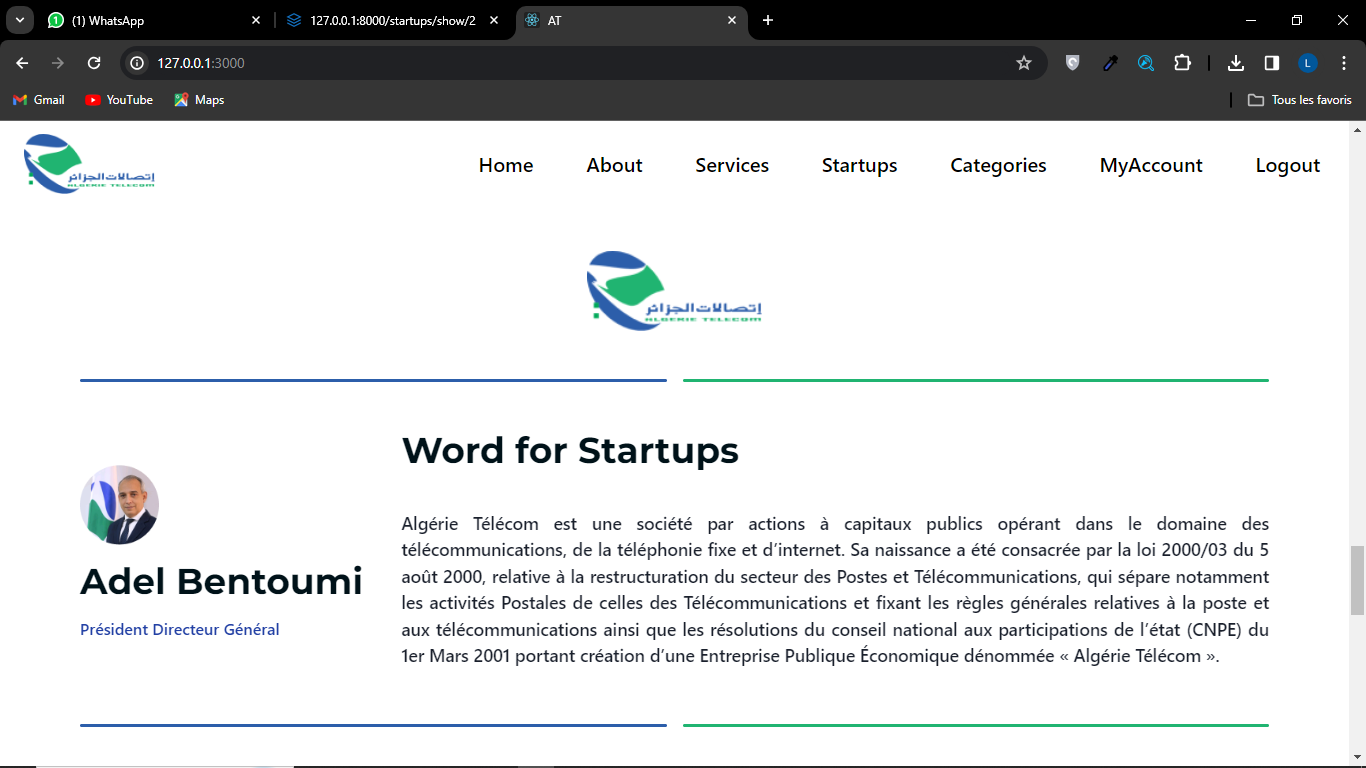 (1) WhatsApp
127.0.0.1:8000/startups/show/2
AT
127.0.0.1:3000
L
Gmail
YouTube
Maps
Tous les favoris
إتصالات الجزائر
ALGERIE TELECOM
Home
About
Services
Startups
Categories
MyAccount
Logout
إتصالات الجزائر
ALGERIE TELECOM
Adel Bentoumi
Président Directeur Général
Word for Startups
Algérie Télécom est une société par actions à capitaux publics opérant dans le domaine des
télécommunications, de la téléphonie fixe et d’internet. Sa naissance a été consacrée par la loi 2000/03 du 5
août 2000, relative à la restructuration du secteur des Postes et Télécommunications, qui sépare notamment
les activités Postales de celles des Télécommunications et fixant les règles générales relatives à la poste et
aux télécommunications ainsi que les résolutions du conseil national aux participations de l’état (CNPE) du
1er Mars 2001 portant création d’une Entreprise Publique Économique dénommée « Algérie Télécom ».